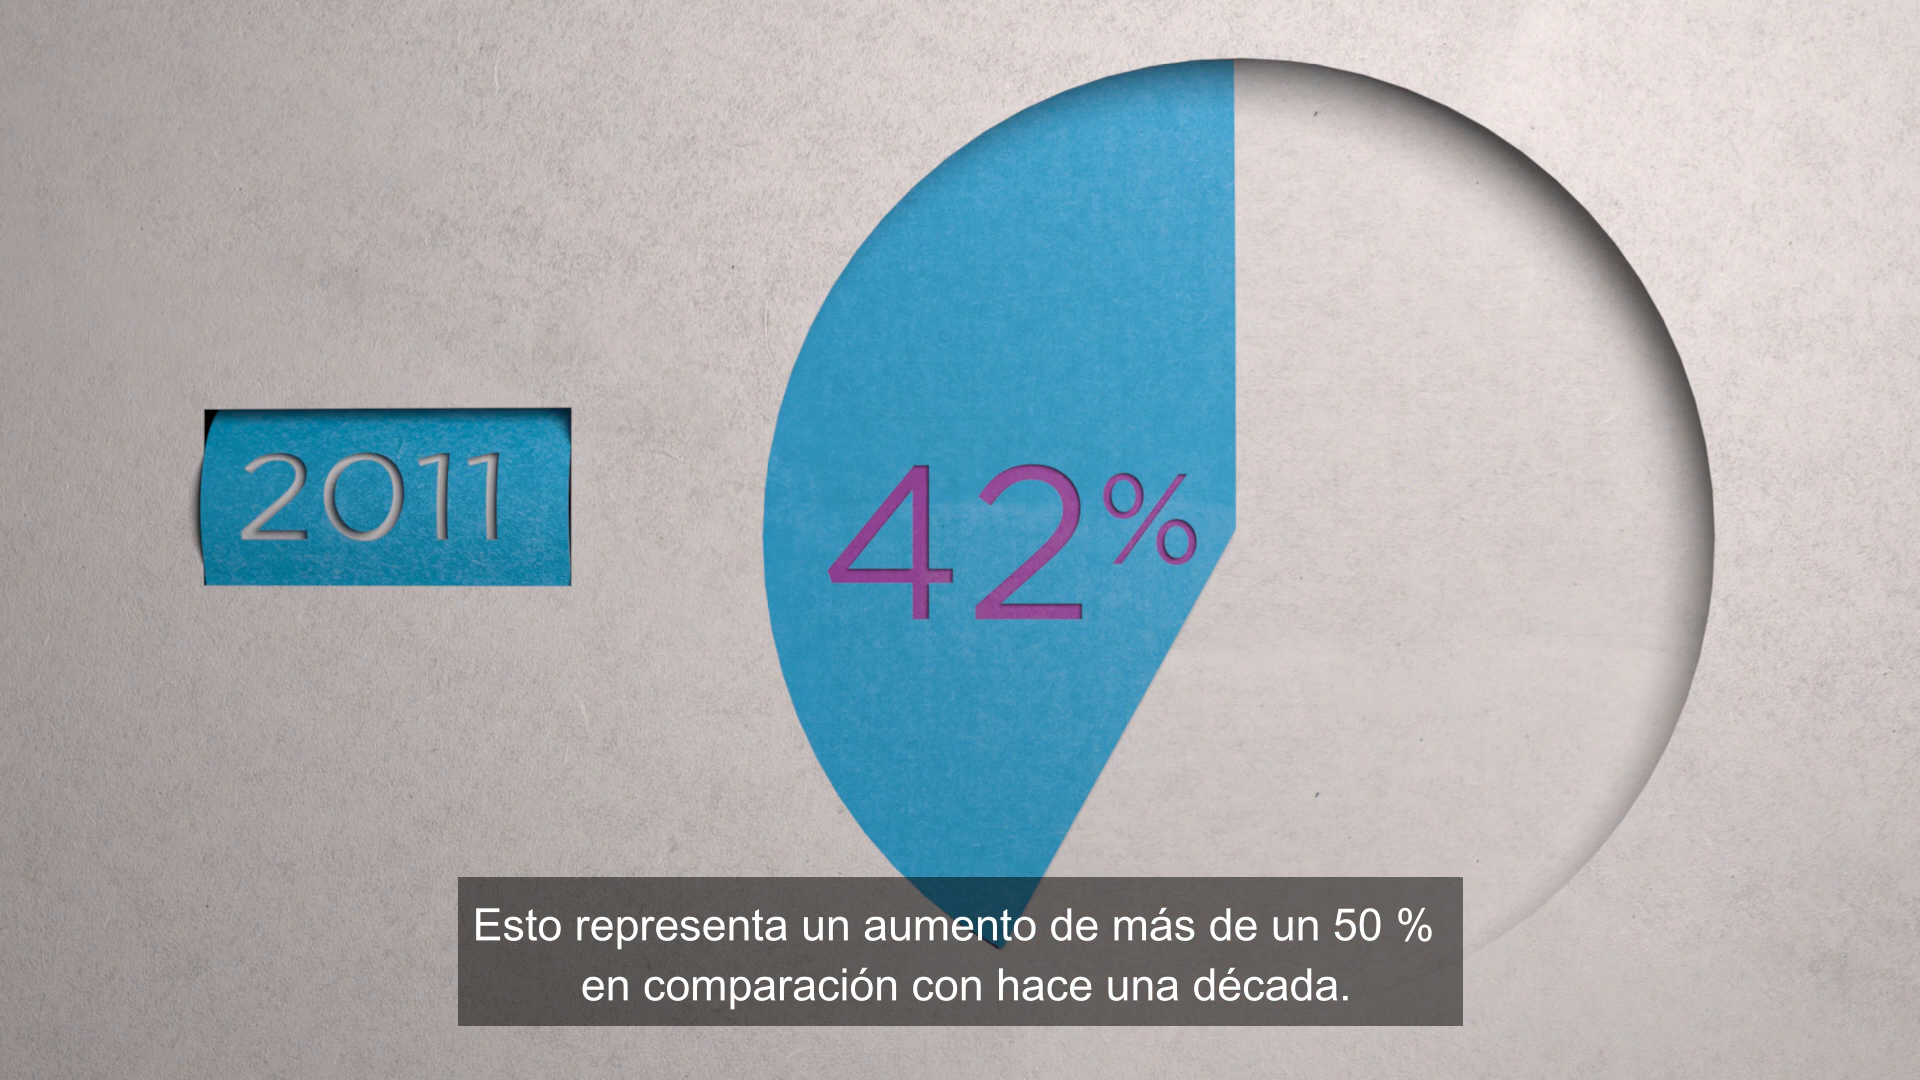 2011
42%
Esto representa un aumento de más de un 50 %
en comparación con hace una década.